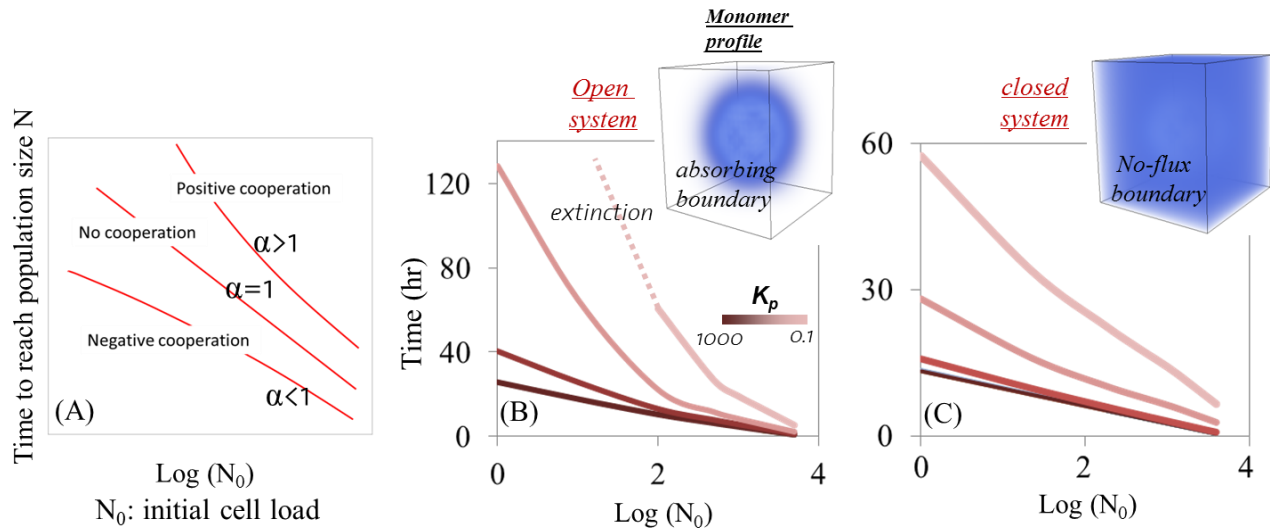 Time to reach population size N
Positive cooperation
α>1
No cooperation
α=1
Negative cooperation
α<1
(A)
Log (N0)
N0: initial cell load
Monomer
profile
Open
system
absorbing
boundary
extinction
Kp
1000
0.1
Time (hr)
120
80
40
0
(B)
0
2
4
Log (N0)
closed
system
No-flux
boundary
60
30
0
(C)
0
2
4
Log (N0)